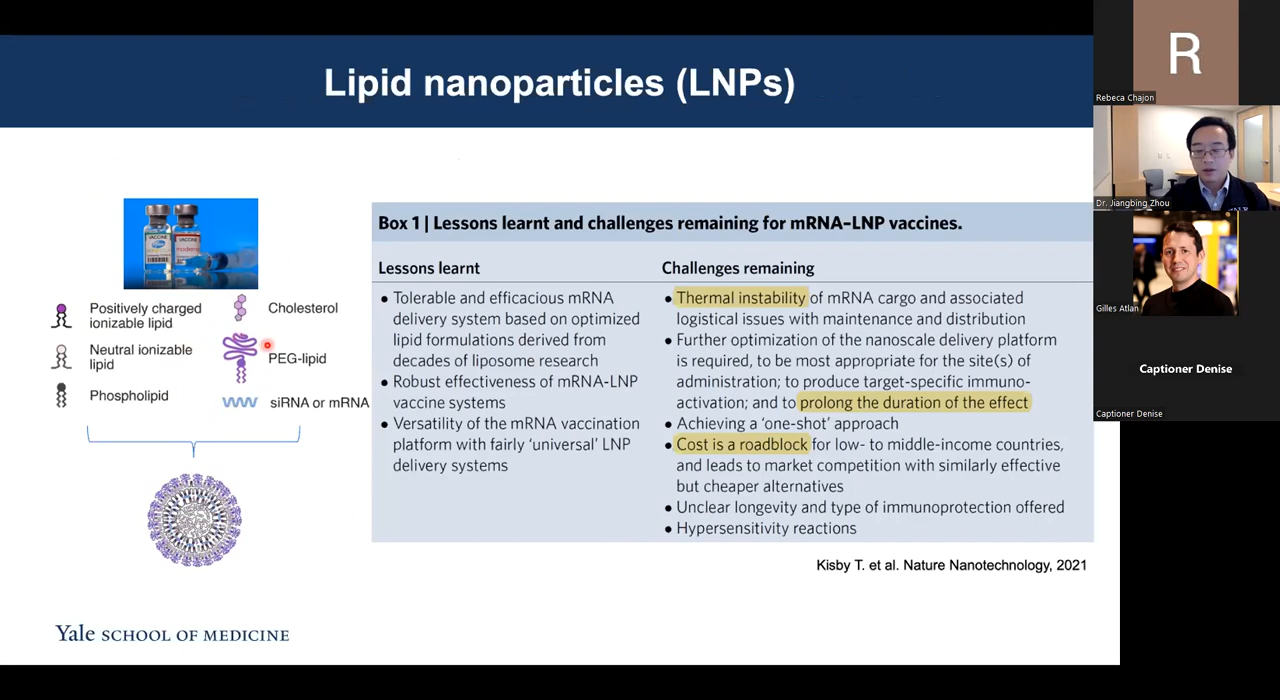 Lipid nanoparticles (LNPs)
R
Rebeca Chajon
Dr. Jiangbing Zhou
Gilles Atlan
Captioner Denise
Captioner Denise
VACCINE
VACCINE
moderna
Positively charged
ionizable lipid
Neutral ionizable
lipid
Phospholipid
Cholesterol
PEG-lipid
siRNA or mRNA
Box 1 | Lessons learnt and challenges remaining for mRNA–LNP vaccines.
Lessons learnt
• Tolerable and efficacious mRNA
delivery system based on optimized
lipid formulations derived from
decades of liposome research
• Robust effectiveness of mRNA-LNP
vaccine systems
• Versatility of the mRNA vaccination
platform with fairly ‘universal’ LNP
delivery systems
Challenges remaining
• Thermal instability of mRNA cargo and associated
logistical issues with maintenance and distribution
• Further optimization of the nanoscale delivery platform
is required, to be most appropriate for the site(s) of
administration; to produce target-specific immuno-
activation; and to prolong the duration of the effect
• Achieving a ‘one-shot’ approach
• Cost is a roadblock for low- to middle-income countries,
and leads to market competition with similarly effective
but cheaper alternatives
• Unclear longevity and type of immunoprotection offered
• Hypersensitivity reactions
Kisby T. et al. Nature Nanotechnology, 2021
Yale SCHOOL OF MEDICINE